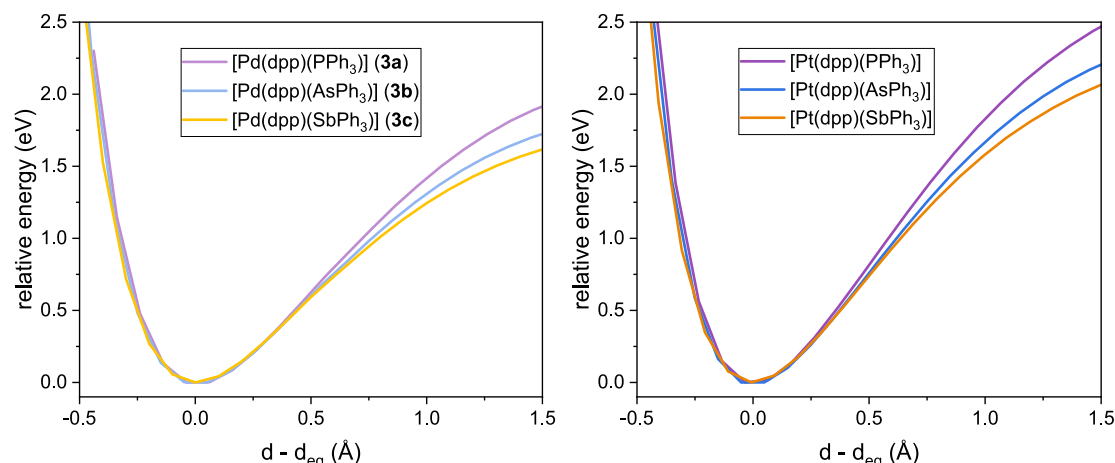 2.5
2.0
1.5
1.0
0.5
0.0
relative energy (eV)
[Pd(dpp)(PPh₃)] (3a)
[Pd(dpp)(AsPh₃)] (3b)
[Pd(dpp)(SbPh₃)] (3c)
-0.5 0.0 0.5 1.0 1.5
d - d_eq (Å)
2.5
2.0
1.5
1.0
0.5
0.0
relative energy (eV)
[Pt(dpp)(PPh₃)]
[Pt(dpp)(AsPh₃)]
[Pt(dpp)(SbPh₃)]
-0.5 0.0 0.5 1.0 1.5
d - d_eq (Å)